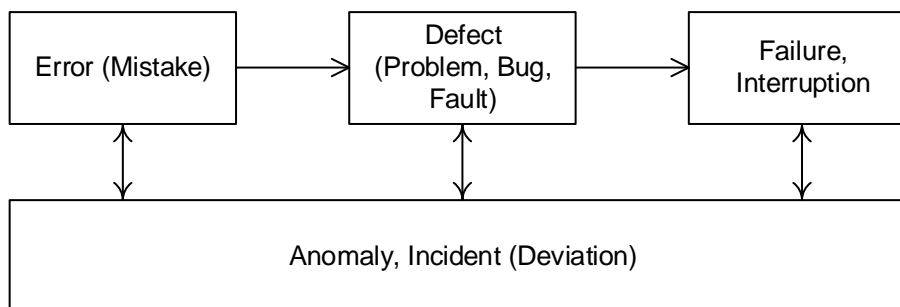 Error (Mistake)
Defect
(Problem, Bug,
Fault)
Failure,
Interruption
Anomaly, Incident (Deviation)